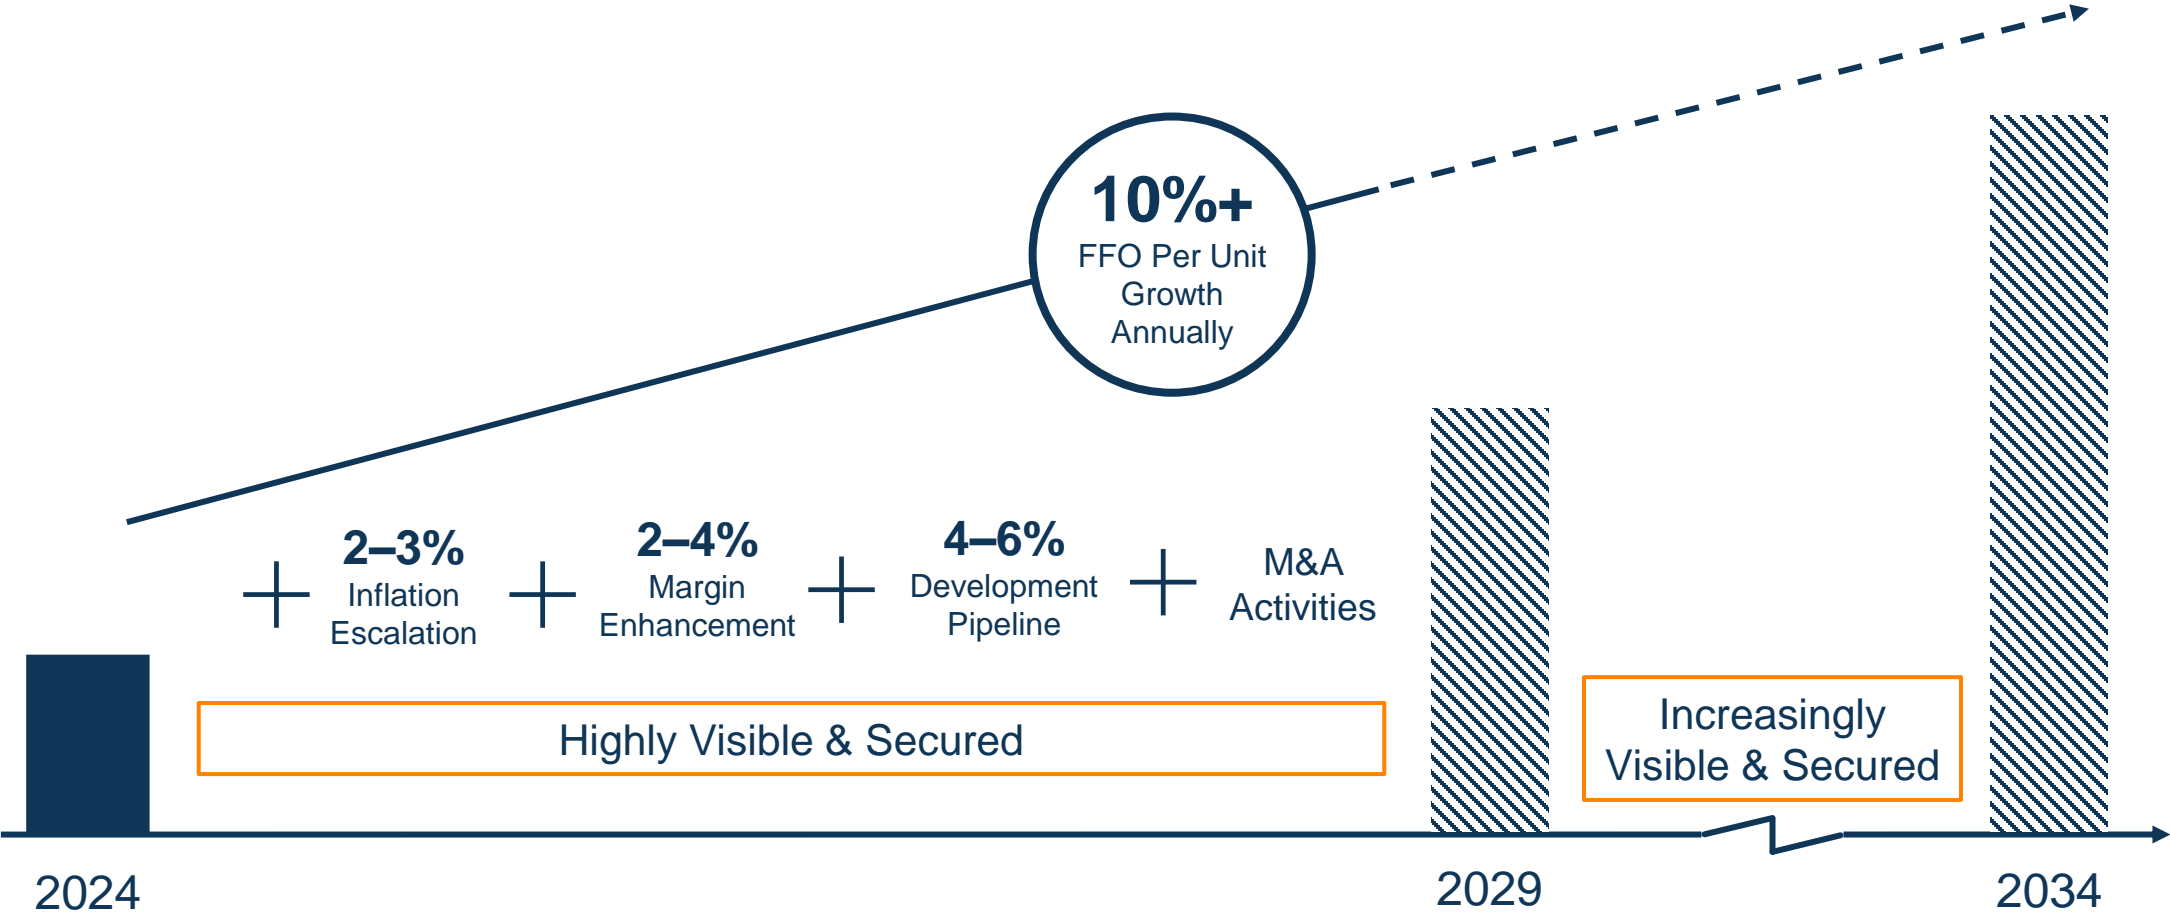 10%+
FFO Per Unit
Growth
Annually
2–3%
Inflation
Escalation
2–4%
Margin
Enhancement
4–6%
Development
Pipeline
M&A
Activities
Highly Visible & Secured
Increasingly
Visible & Secured
2024
2029
2034